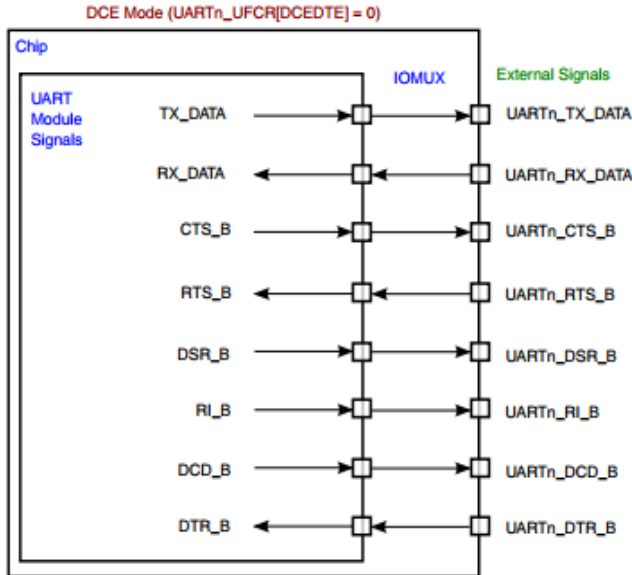 DCE Mode (UARTn_UFCR[DCEDTE] = 0)
Chip
IOMUX
External Signals
UART
Module
Signals
TX_DATA
UARTn_TX_DATA
RX_DATA
UARTn_RX_DATA
CTS_B
UARTn_CTS_B
RTS_B
UARTn_RTS_B
DSR_B
UARTn_DSR_B
RI_B
UARTn_RI_B
DCD_B
UARTn_DCD_B
DTR_B
UARTn_DTR_B